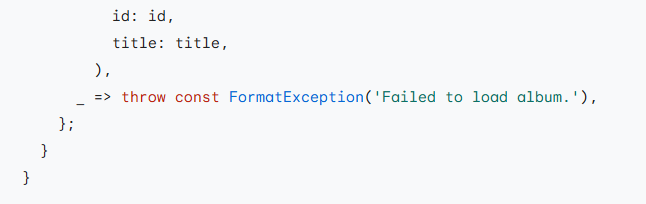 id: id,
title: title,
),
_ => throw const FormatException('Failed to load album.'),
};
}
}